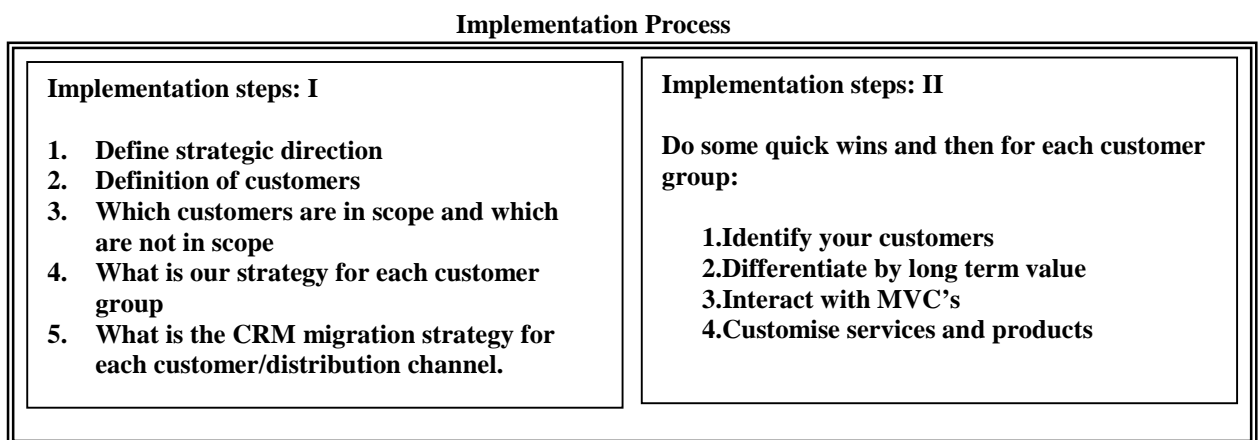 Implementation Process
Implementation steps: I
1. Define strategic direction
2. Definition of customers
3. Which customers are in scope and which
are not in scope
4. What is our strategy for each customer
group
5. What is the CRM migration strategy for
each customer/distribution channel.
Implementation steps: II
Do some quick wins and then for each customer
group:
1.Identify your customers
2.Differentiate by long term value
3.Interact with MVC’s
4.Customise services and products